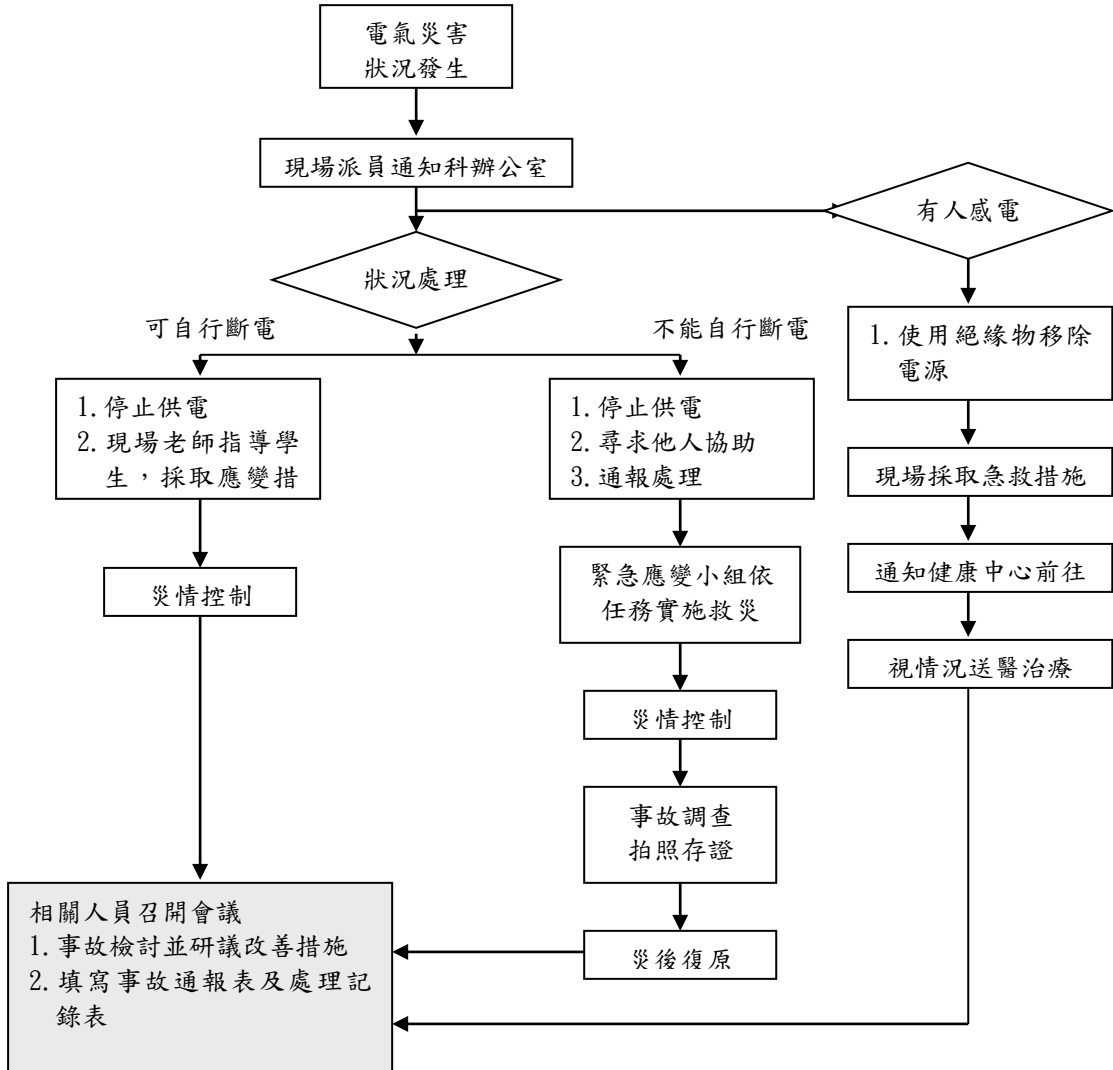 電氣災害
狀況發生
現場派員通知科辦公室
有人感電
狀況處理
可自行斷電
不能自行斷電
1.停止供電
2.現場老師指導學
生，採取應變措
1.停止供電
2.尋求他人協助
3.通報處理
1.使用絕緣物移除
電源
現場採取急救措施
災情控制
緊急應變小組依
任務實施救災
通知健康中心前往
視情況送醫治療
災情控制
事故調查
拍照存證
災後復原
相關人員召開會議
1.事故檢討並研議改善措施
2.填寫事故通報表及處理記
錄表